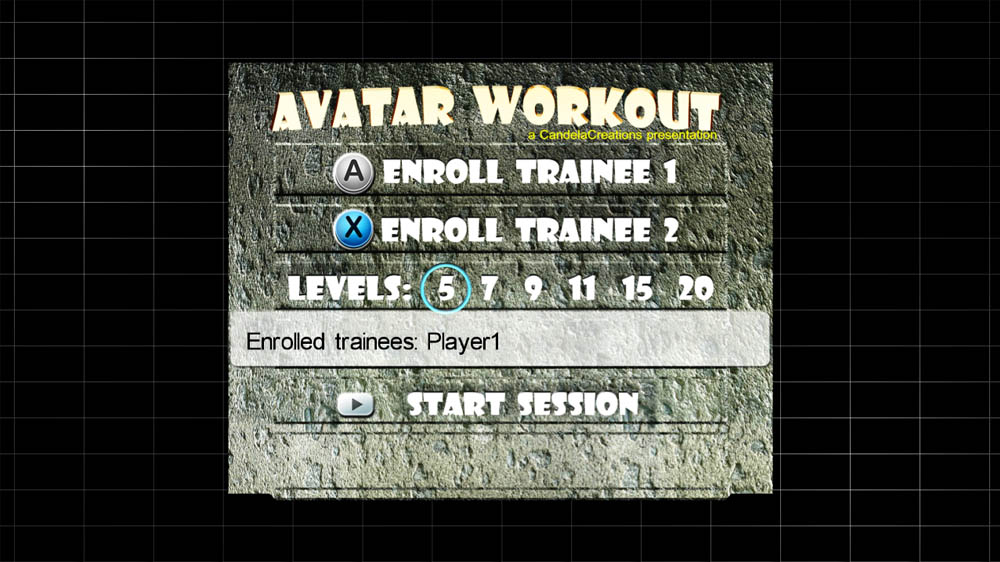 AVATAR WORKOUT
a CandelaCreations presentation
A ENROLL TRAINEE 1
X ENROLL TRAINEE 2
LEVELS: 5 7 9 11 15 20
Enrolled trainees: Player1
START SESSION